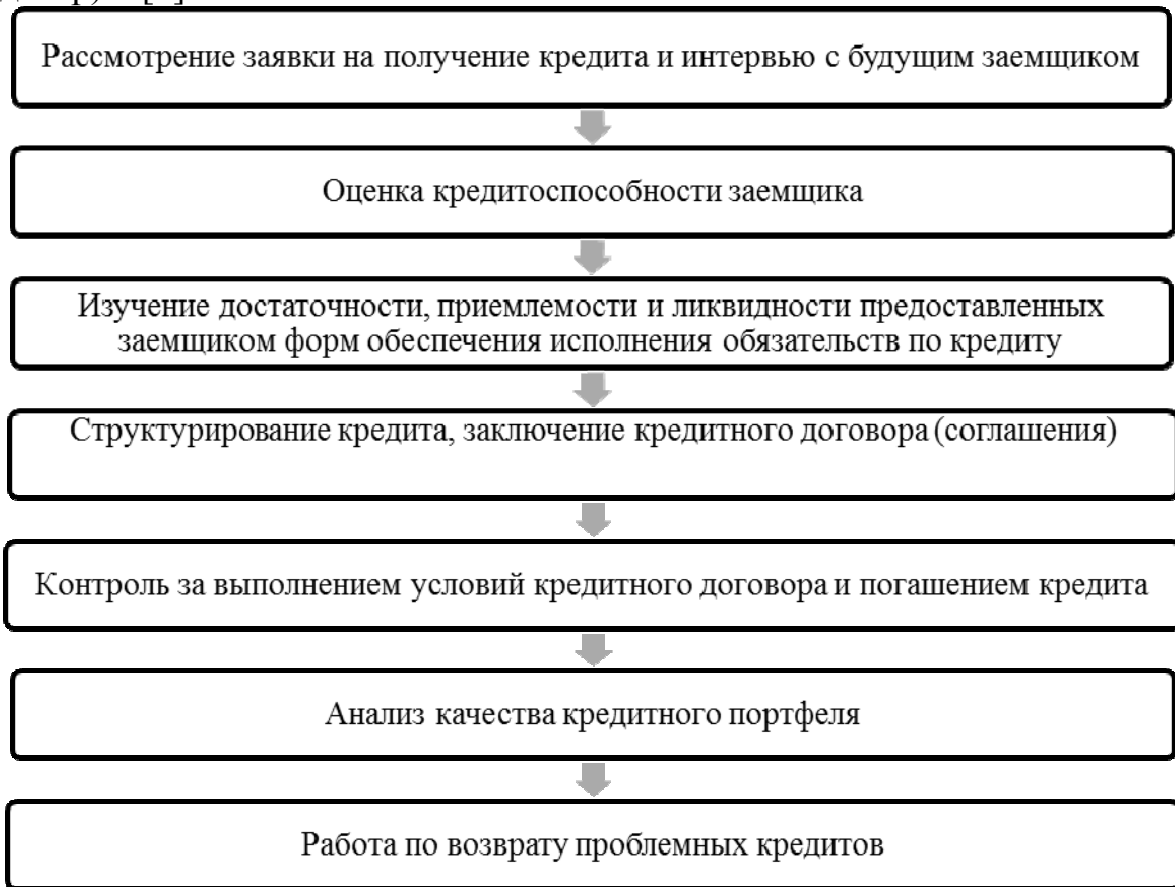 Рассмотрение заявки на получение кредита и интервью с будущим заемщиком
Оценка кредитоспособности заемщика
Изучение достаточности, приемлемости и ликвидности предоставленных
заемщиком форм обеспечения исполнения обязательств по кредиту
Структурирование кредита, заключение кредитного договора (соглашения)
Контроль за выполнением условий кредитного договора и погашением кредита
Анализ качества кредитного портфеля
Работа по возврату проблемных кредитов